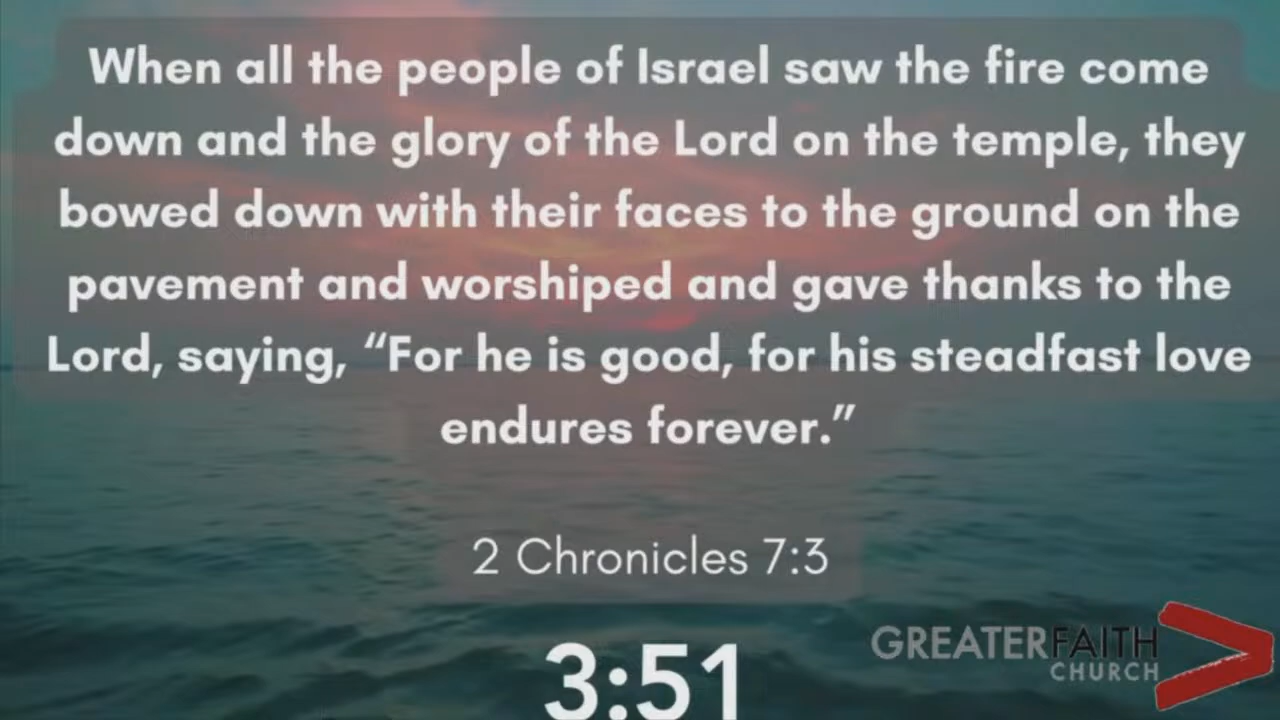 When all the people of Israel saw the fire come
down and the glory of the Lord on the temple, they
bowed down with their faces to the ground on the
pavement and worshiped and gave thanks to the
Lord, saying, “For he is good, for his steadfast love
endures forever.”
2 Chronicles 7:3
3:51
GREATERFAITH
CHURCH